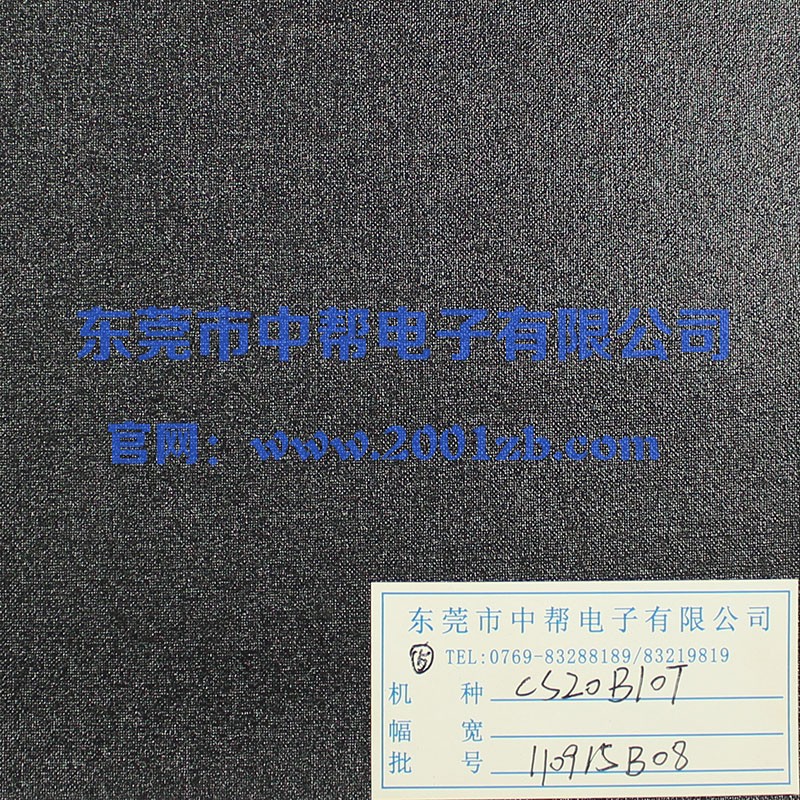 东莞市中帮电子有限公司
官网：www.2001zb.com
东莞市中帮电子有限公司
⑮ TEL:0769-83288189/83219819
机 种 CS20B10T
幅 宽
批 号 110915B08